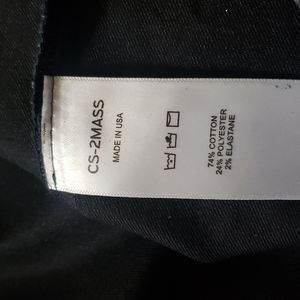 CS-2MASS
MADE IN USA
74% COTTON
24% POLYESTER
2% ELASTANE